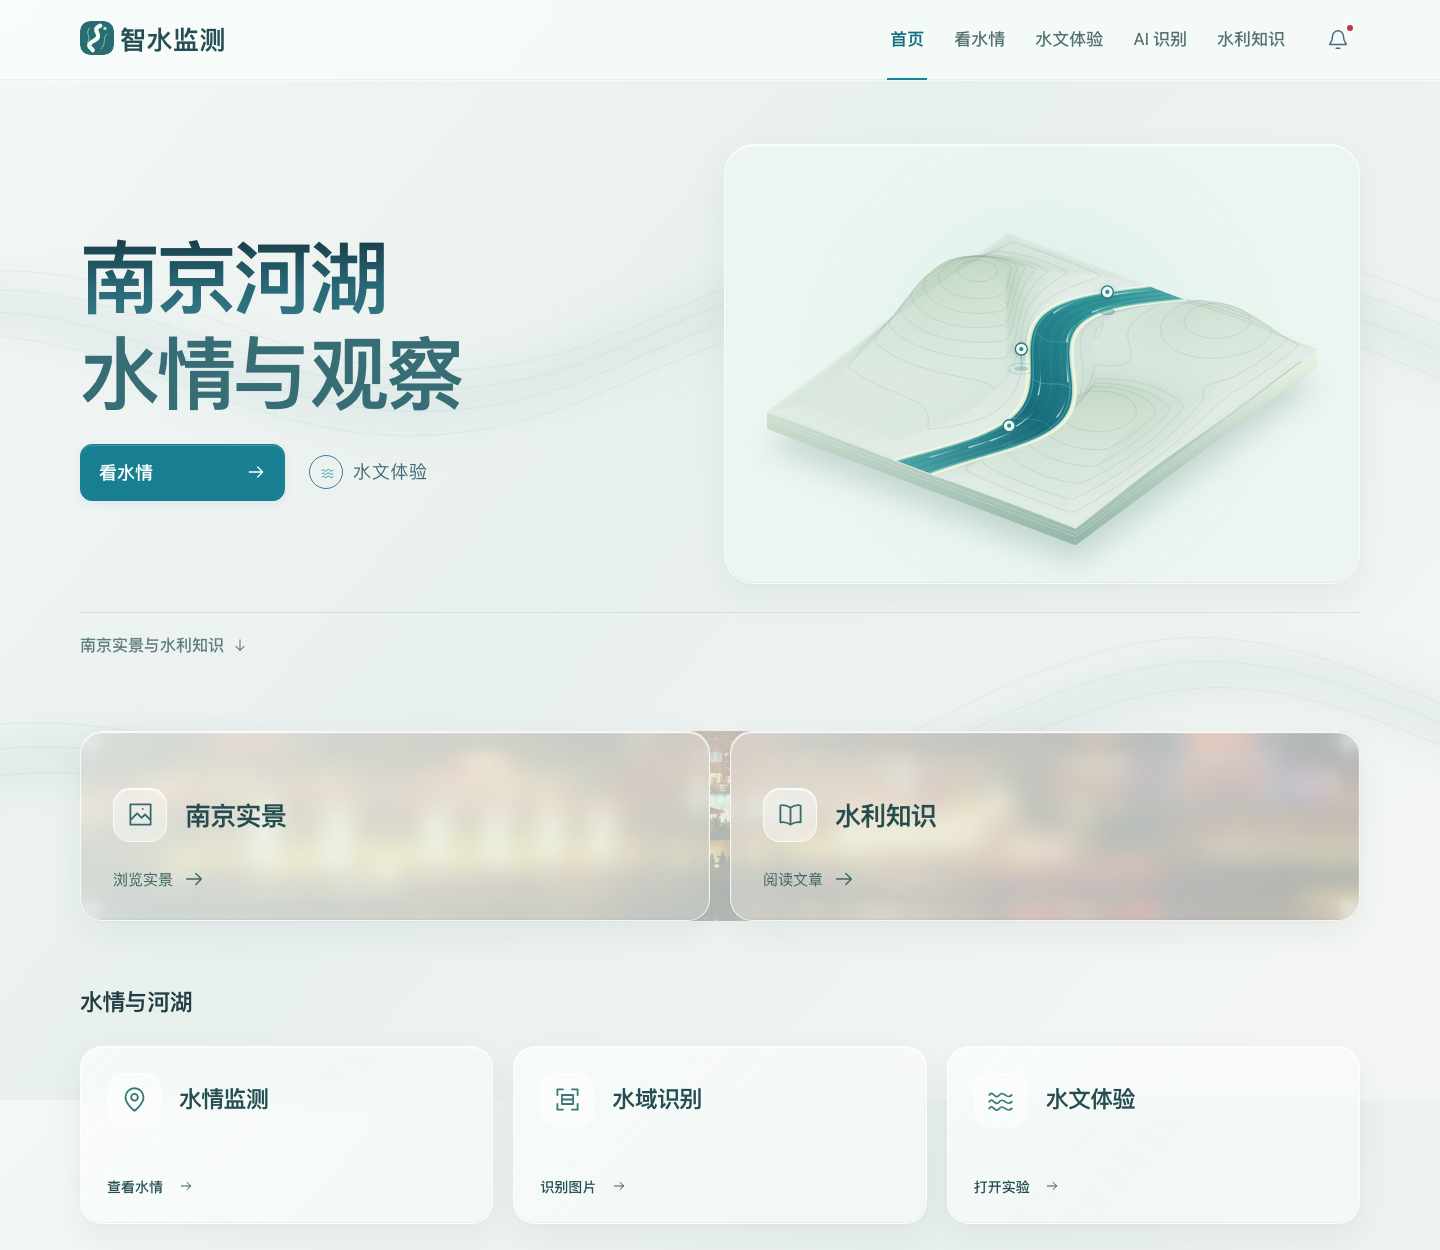 智水监测
首页
看水情
水文体验
AI 识别
水利知识
南京河湖
水情与观察
看水情
水文体验
南京实景与水利知识
南京实景
浏览实景
水利知识
阅读文章
水情与河湖
水情监测
查看水情
水域识别
识别图片
水文体验
打开实验